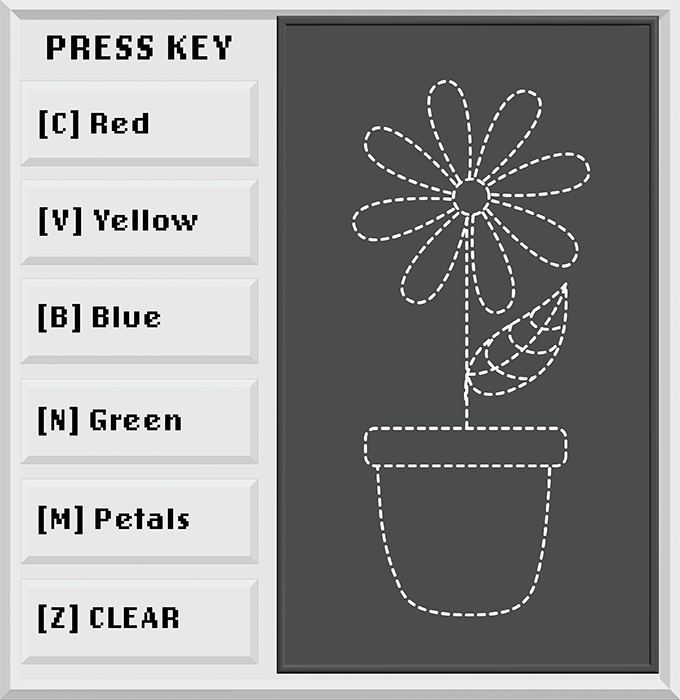 PRESS KEY
[C] Red
[V] Yellow
[B] Blue
[N] Green
[M] Petals
[Z] CLEAR